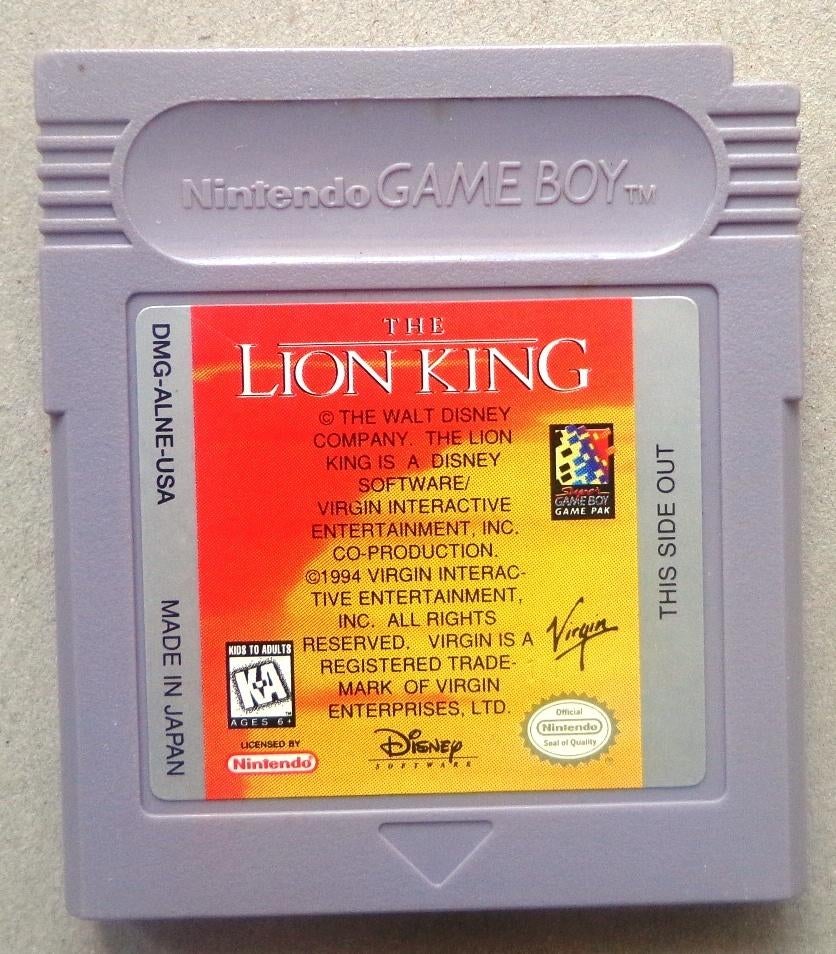 Nintendo GAME BOY TM
DMG-ALNE-USA
MADE IN JAPAN
THE
LION KING
© THE WALT DISNEY
COMPANY. THE LION
KING IS A DISNEY
SOFTWARE/
VIRGIN INTERACTIVE
ENTERTAINMENT, INC.
CO-PRODUCTION.
©1994 VIRGIN INTERAC-
TIVE ENTERTAINMENT,
INC. ALL RIGHTS
RESERVED. VIRGIN IS A
REGISTERED TRADE-
MARK OF VIRGIN
ENTERPRISES, LTD.
Super
GAME BOY
GAME PAK
Virgin
KIDS TO ADULTS
K-A
AGES 6+
LICENSED BY
Nintendo
Disney
SOFTWARE
Official
Nintendo
Seal of Quality
THIS SIDE OUT